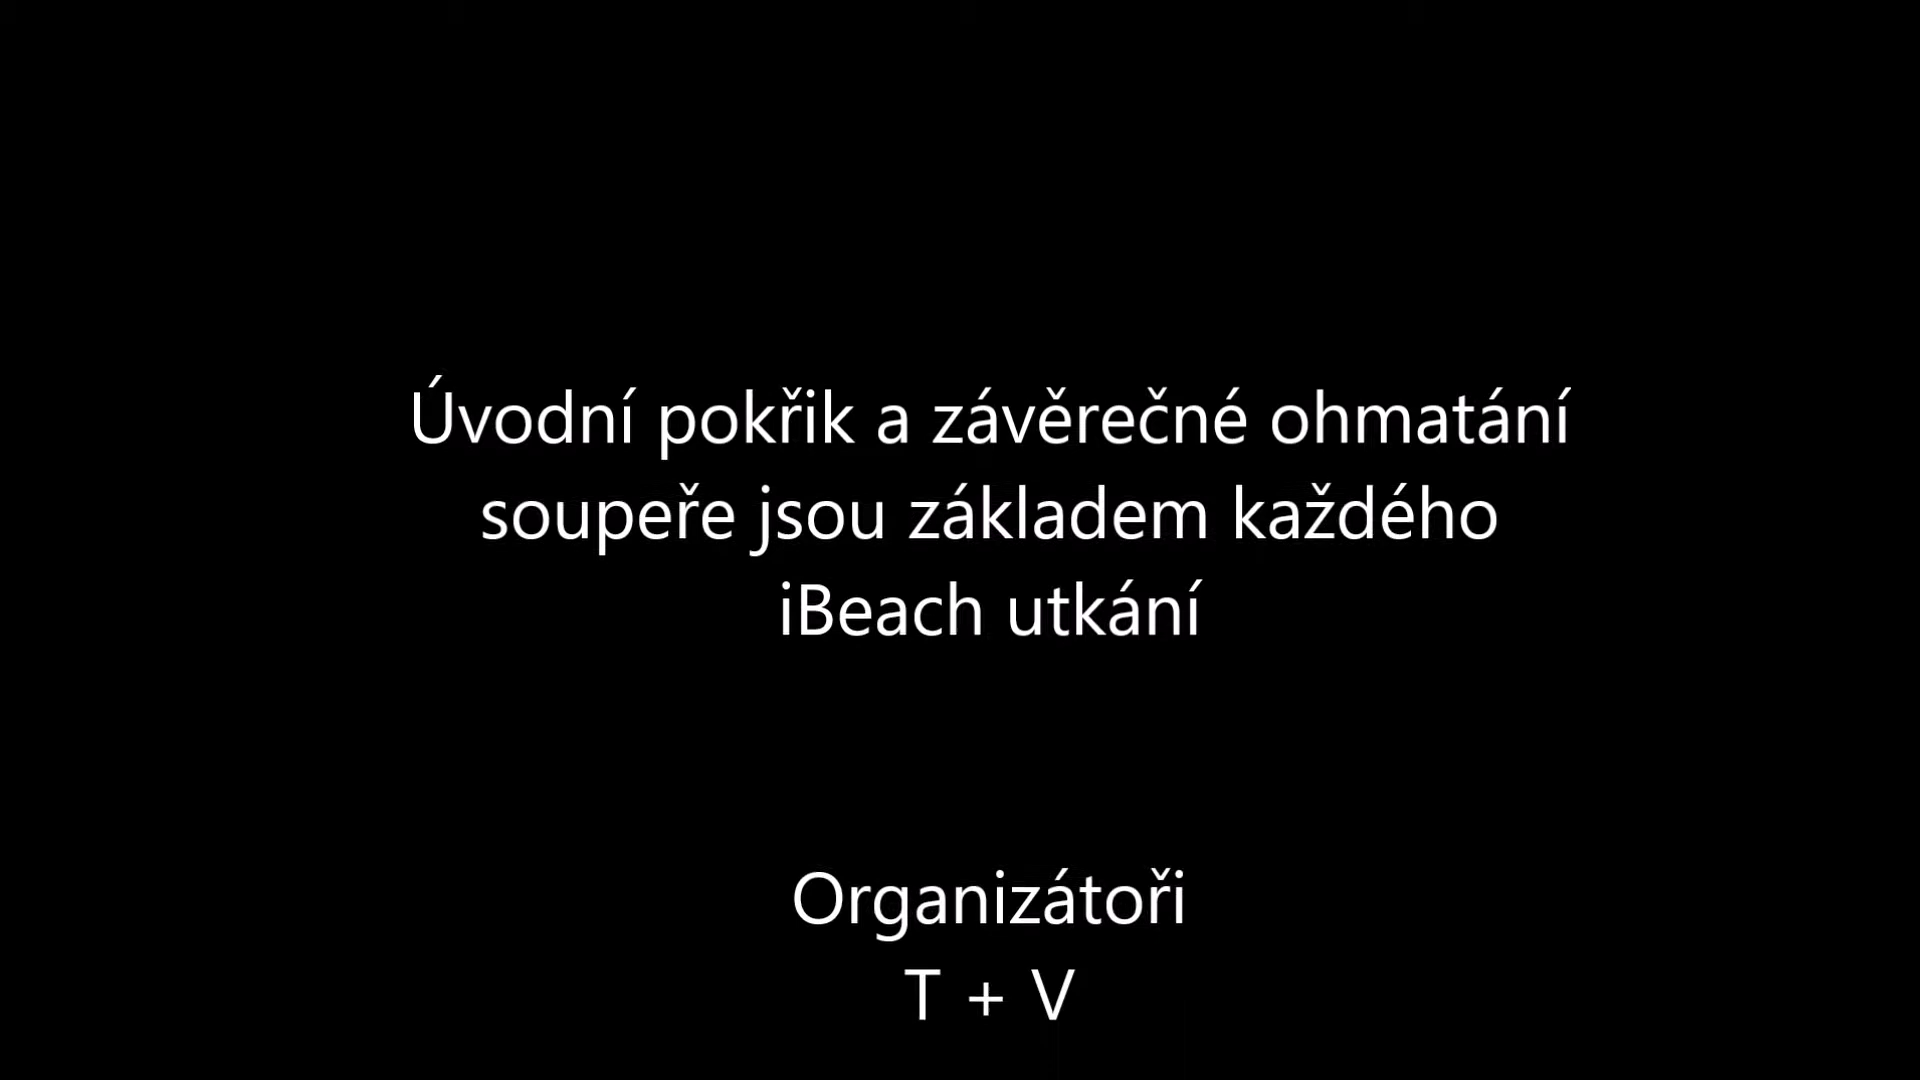 Úvodní pokřik a závěrečné ohmatání
soupeře jsou základem každého
iBeach utkání
Organizátoři
T + V